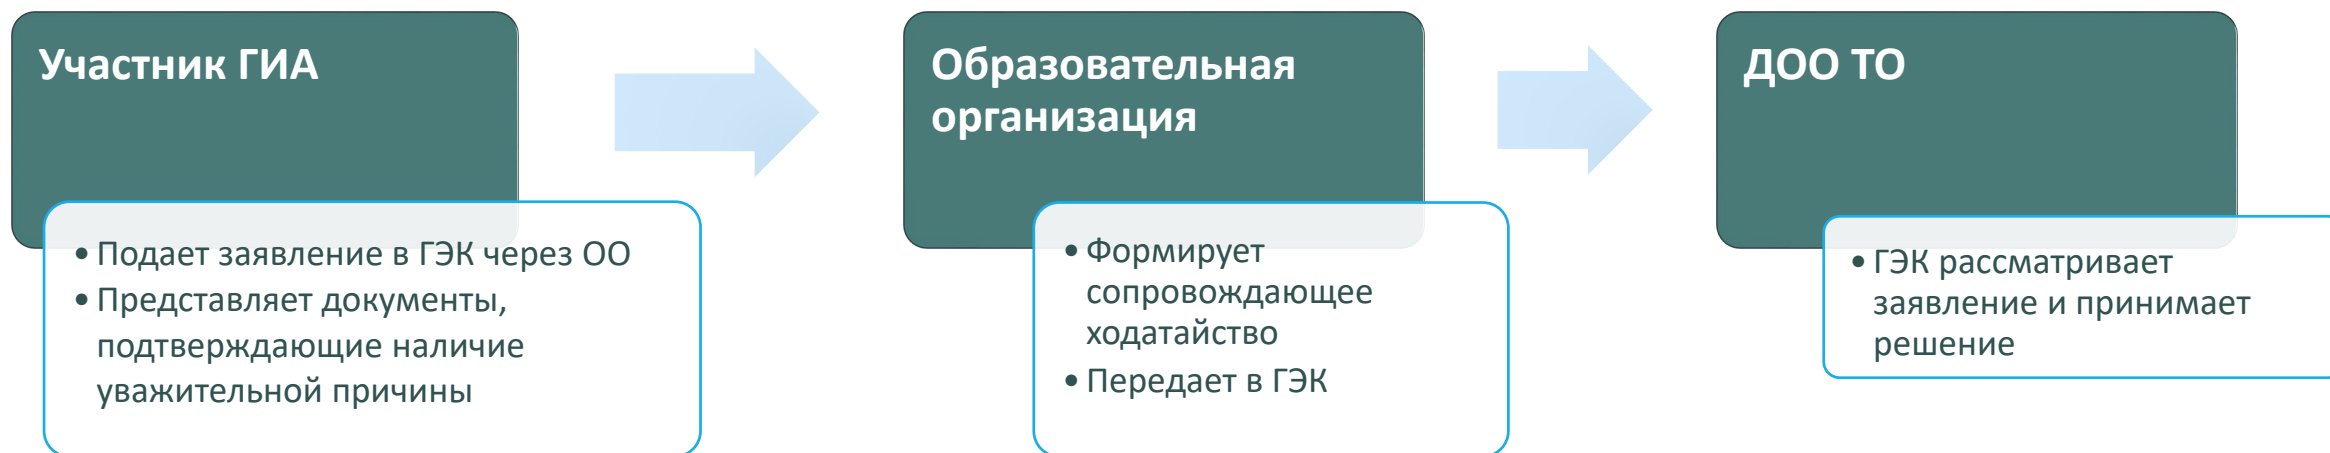 Участник ГИА
• Подает заявление в ГЭК через ОО
• Представляет документы,
подтверждающие наличие
уважительной причины
Образовательная
организация
• Формирует
сопровождающее
ходатайство
• Передает в ГЭК
ДОО ТО
• ГЭК рассматривает
заявление и принимает
решение